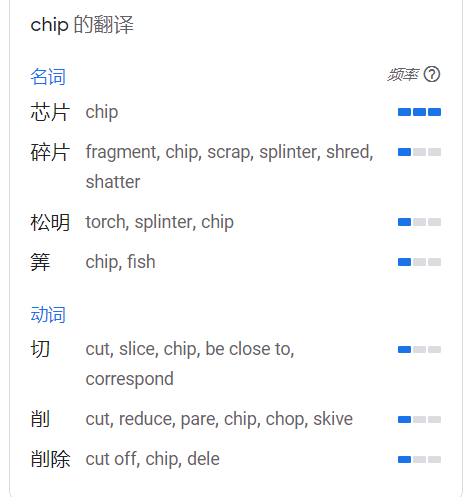 chip 的翻译
名词 频率
芯片 chip
碎片 fragment, chip, scrap, splinter, shred,
shatter
松明 torch, splinter, chip
筭 chip, fish
动词
切 cut, slice, chip, be close to,
correspond
削 cut, reduce, pare, chip, chop, skive
削除 cut off, chip, dele